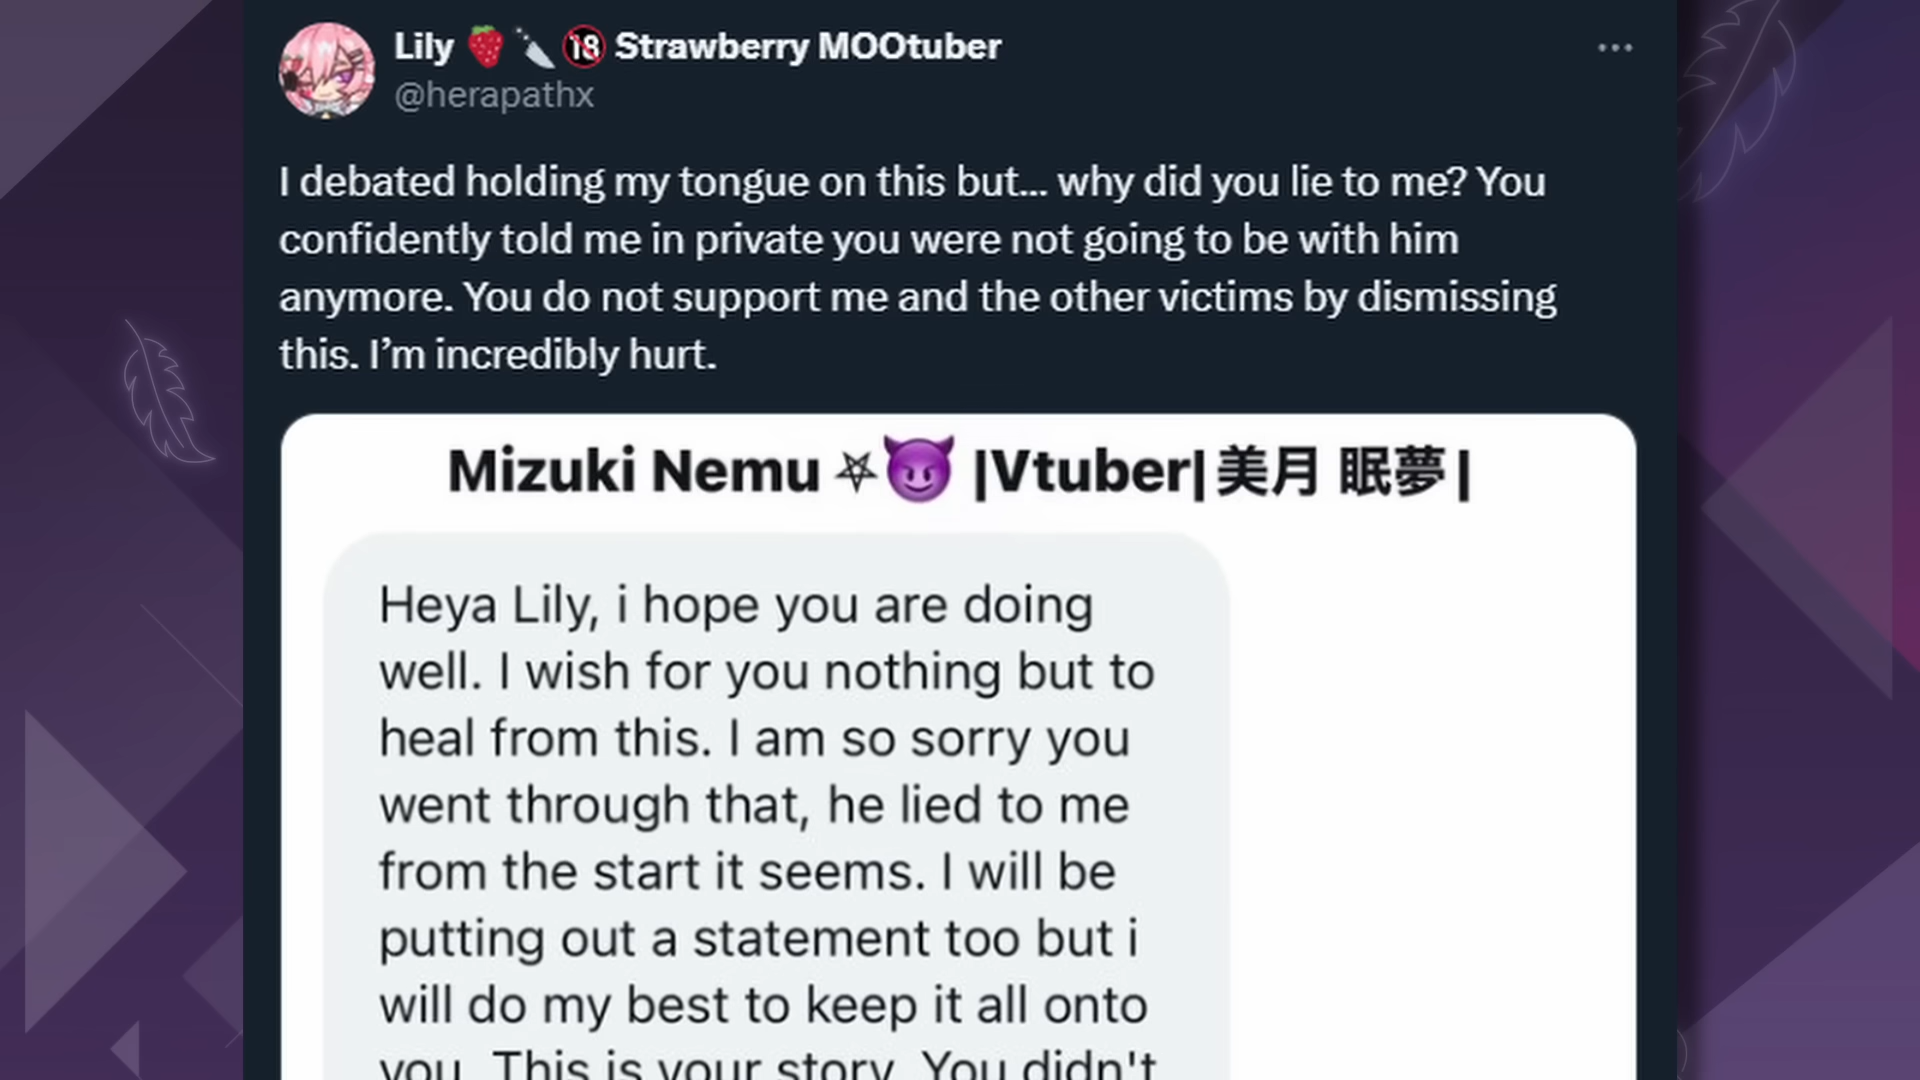 Lily 🍓🔪🔞 Strawberry MOOtuber
@herapathx
I debated holding my tongue on this but... why did you lie to me? You
confidently told me in private you were not going to be with him
anymore. You do not support me and the other victims by dismissing
this. I’m incredibly hurt.
Mizuki Nemu ⛧😈 |Vtuber|美月 眠夢|
Heya Lily, i hope you are doing
well. I wish for you nothing but to
heal from this. I am so sorry you
went through that, he lied to me
from the start it seems. I will be
putting out a statement too but i
will do my best to keep it all onto
you. This is your story. You didn't